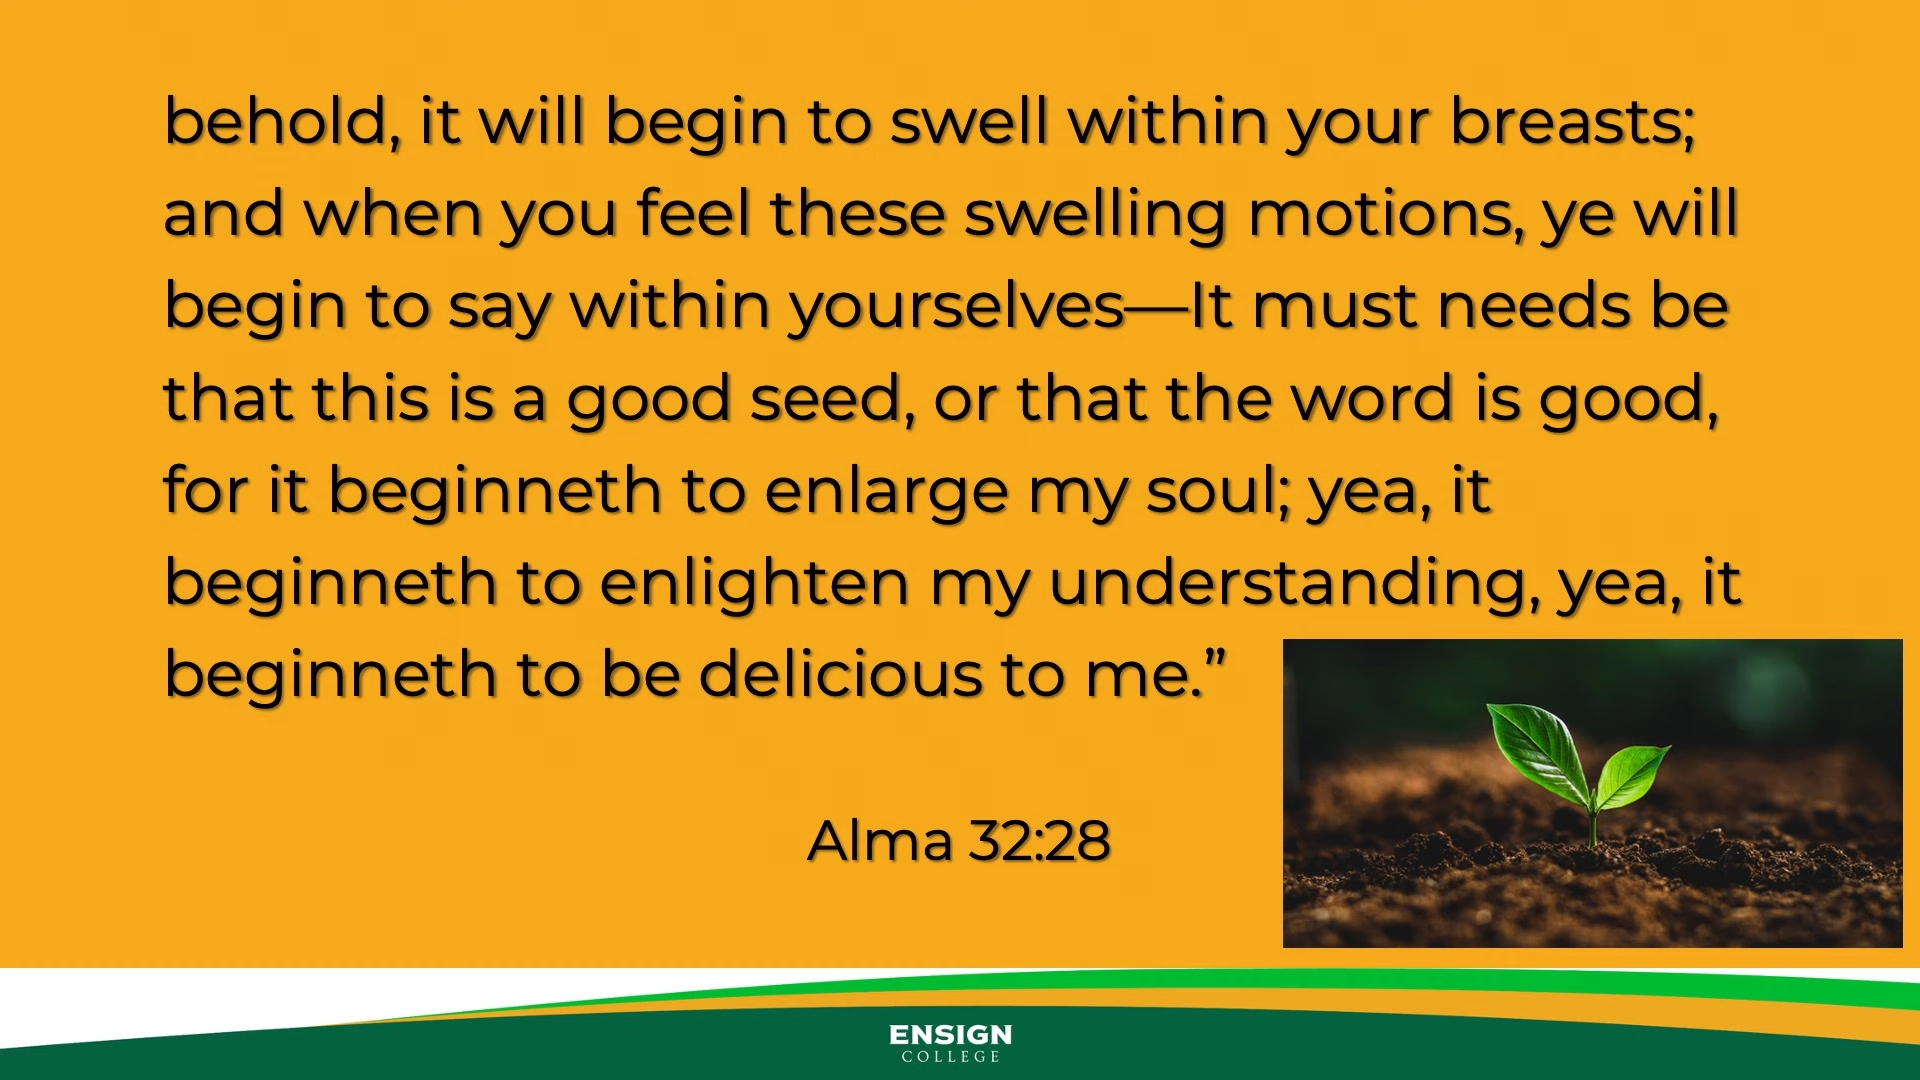 behold, it will begin to swell within your breasts;
and when you feel these swelling motions, ye will
begin to say within yourselves—It must needs be
that this is a good seed, or that the word is good,
for it beginneth to enlarge my soul; yea, it
beginneth to enlighten my understanding, yea, it
beginneth to be delicious to me.”
Alma 32:28
ENSIGN
COLLEGE